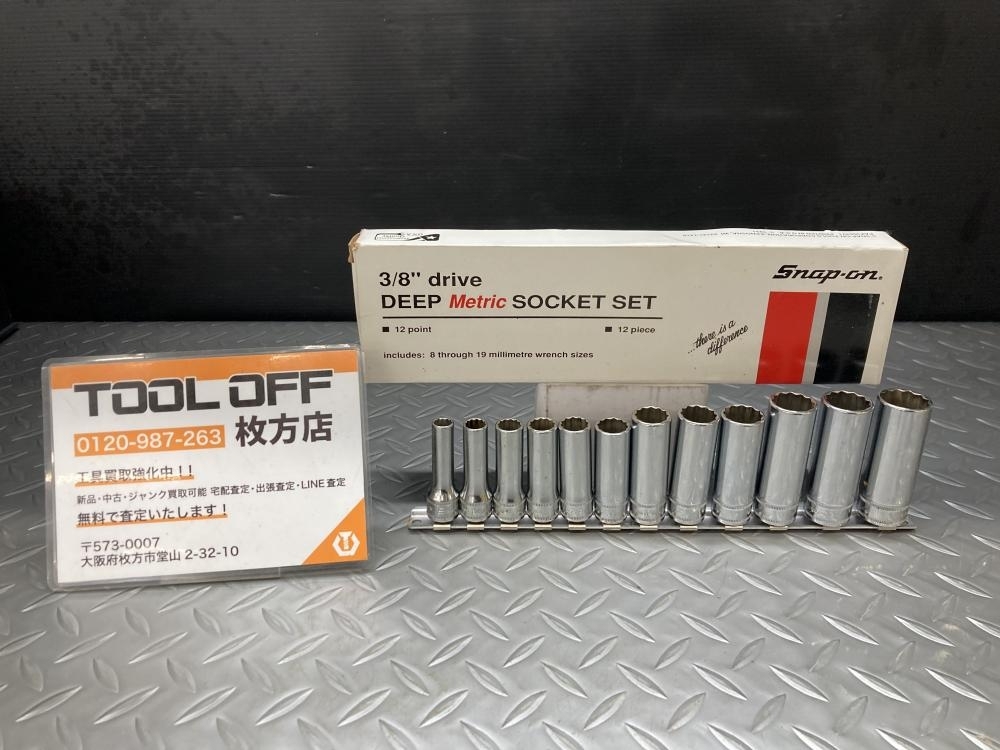 3/8" drive
DEEP Metric SOCKET SET
■ 12 point
■ 12 piece
includes: 8 through 19 millimetre wrench sizes
Snap-on®
...there is a
difference
TOOL OFF
0120-987-263 枚方店
工具買取強化中！！
新品・中古・ジャンク買取可能 宅配査定・出張査定・LINE査定
無料で査定いたします！
〒573-0007
大阪府枚方市堂山 2-32-10